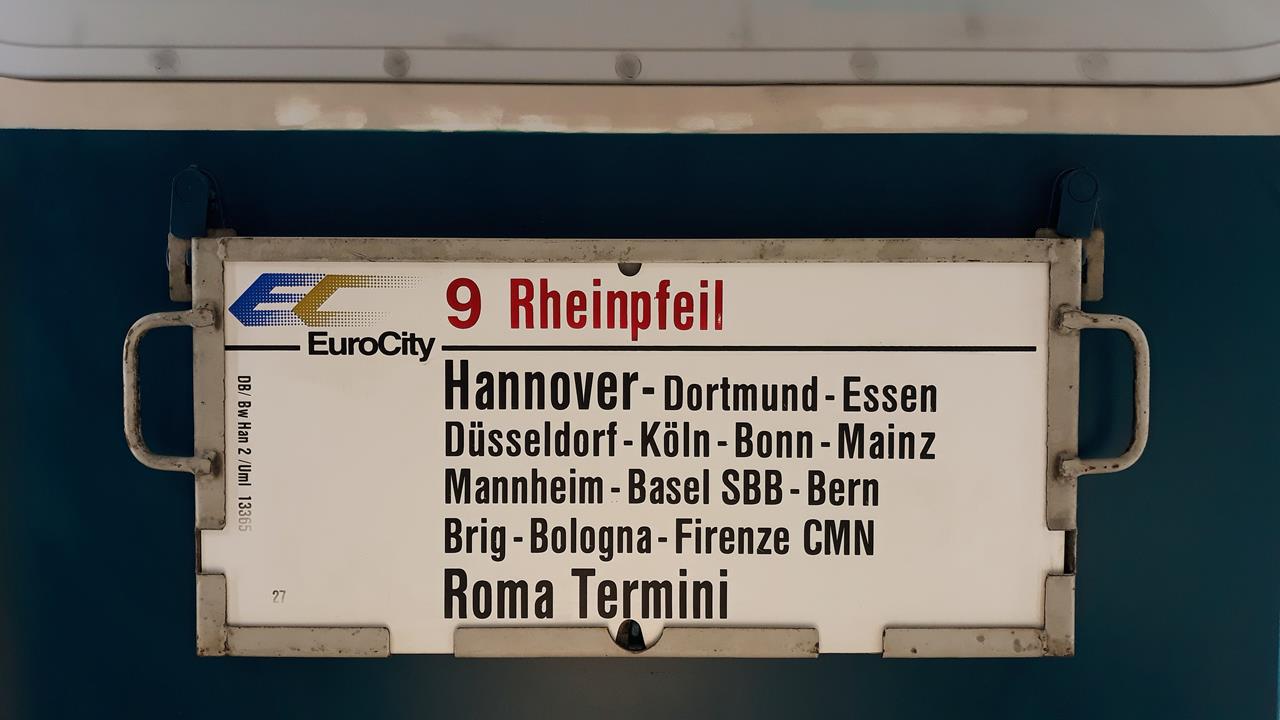 EC
9 Rheinpfeil
EuroCity
Hannover - Dortmund - Essen
Düsseldorf - Köln - Bonn - Mainz
Mannheim - Basel SBB - Bern
Brig - Bologna - Firenze CMN
Roma Termini
DB/ Bw Han 2 /Uml 13365
27